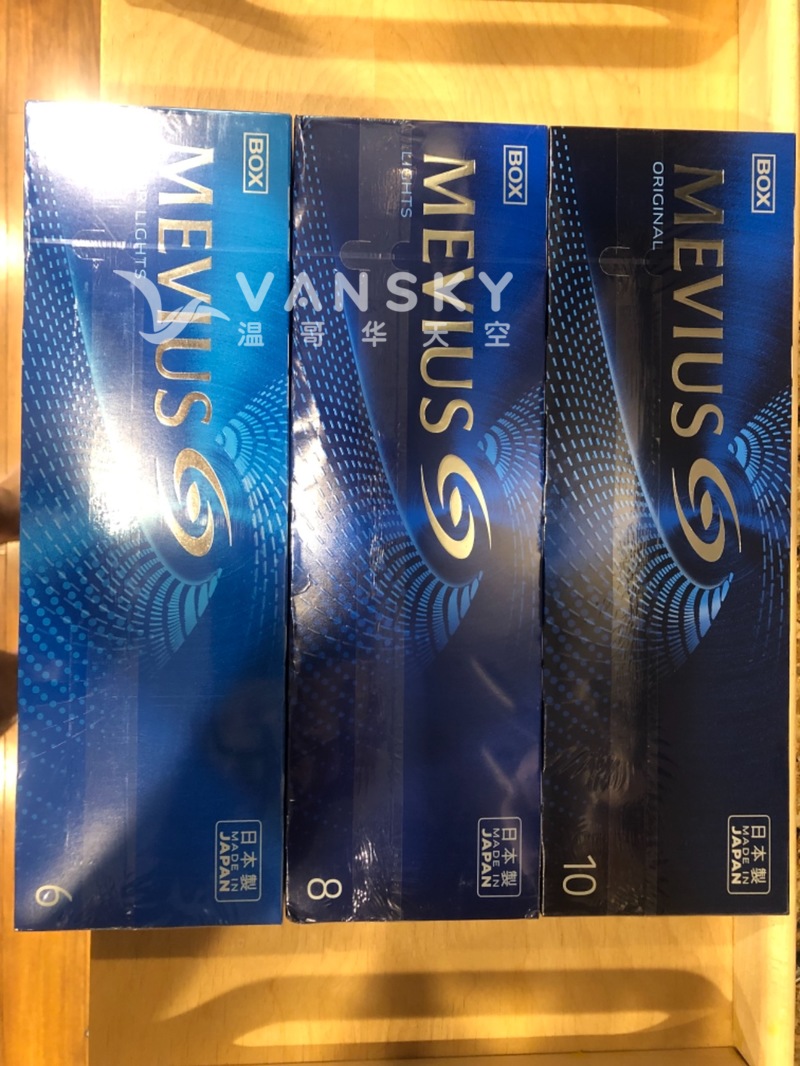 BOX
MEVIUS
LIGHTS
日本製
MADE IN
JAPAN
6
BOX
MEVIUS
LIGHTS
日本製
MADE IN
JAPAN
8
BOX
MEVIUS
ORIGINAL
日本製
MADE IN
JAPAN
10
VANSKY
温哥华天空